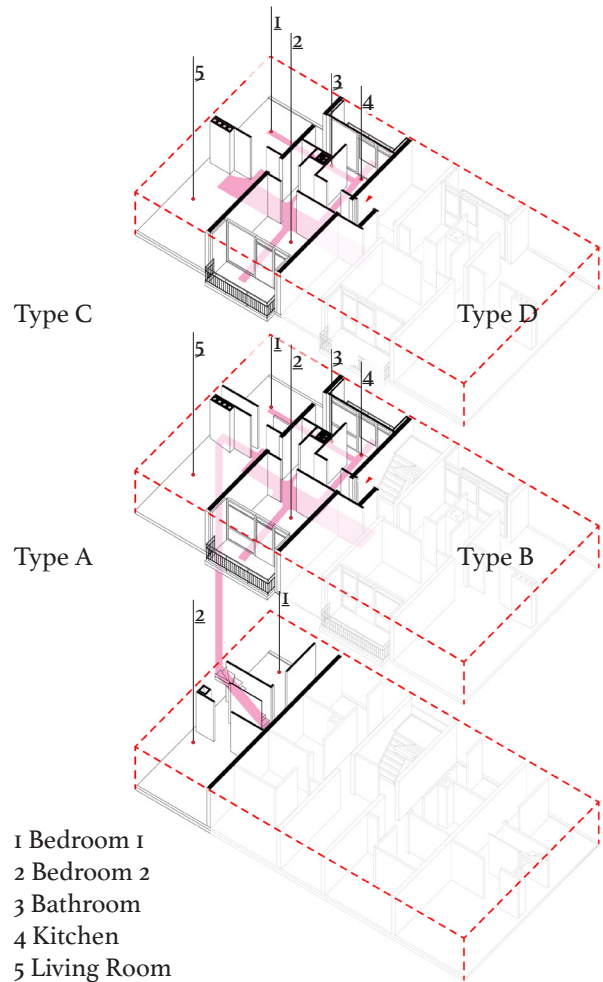 1
2
5
3
4
Type C
Type D
1
5
2
3
4
Type A
Type B
1
2
1 Bedroom 1
2 Bedroom 2
3 Bathroom
4 Kitchen
5 Living Room